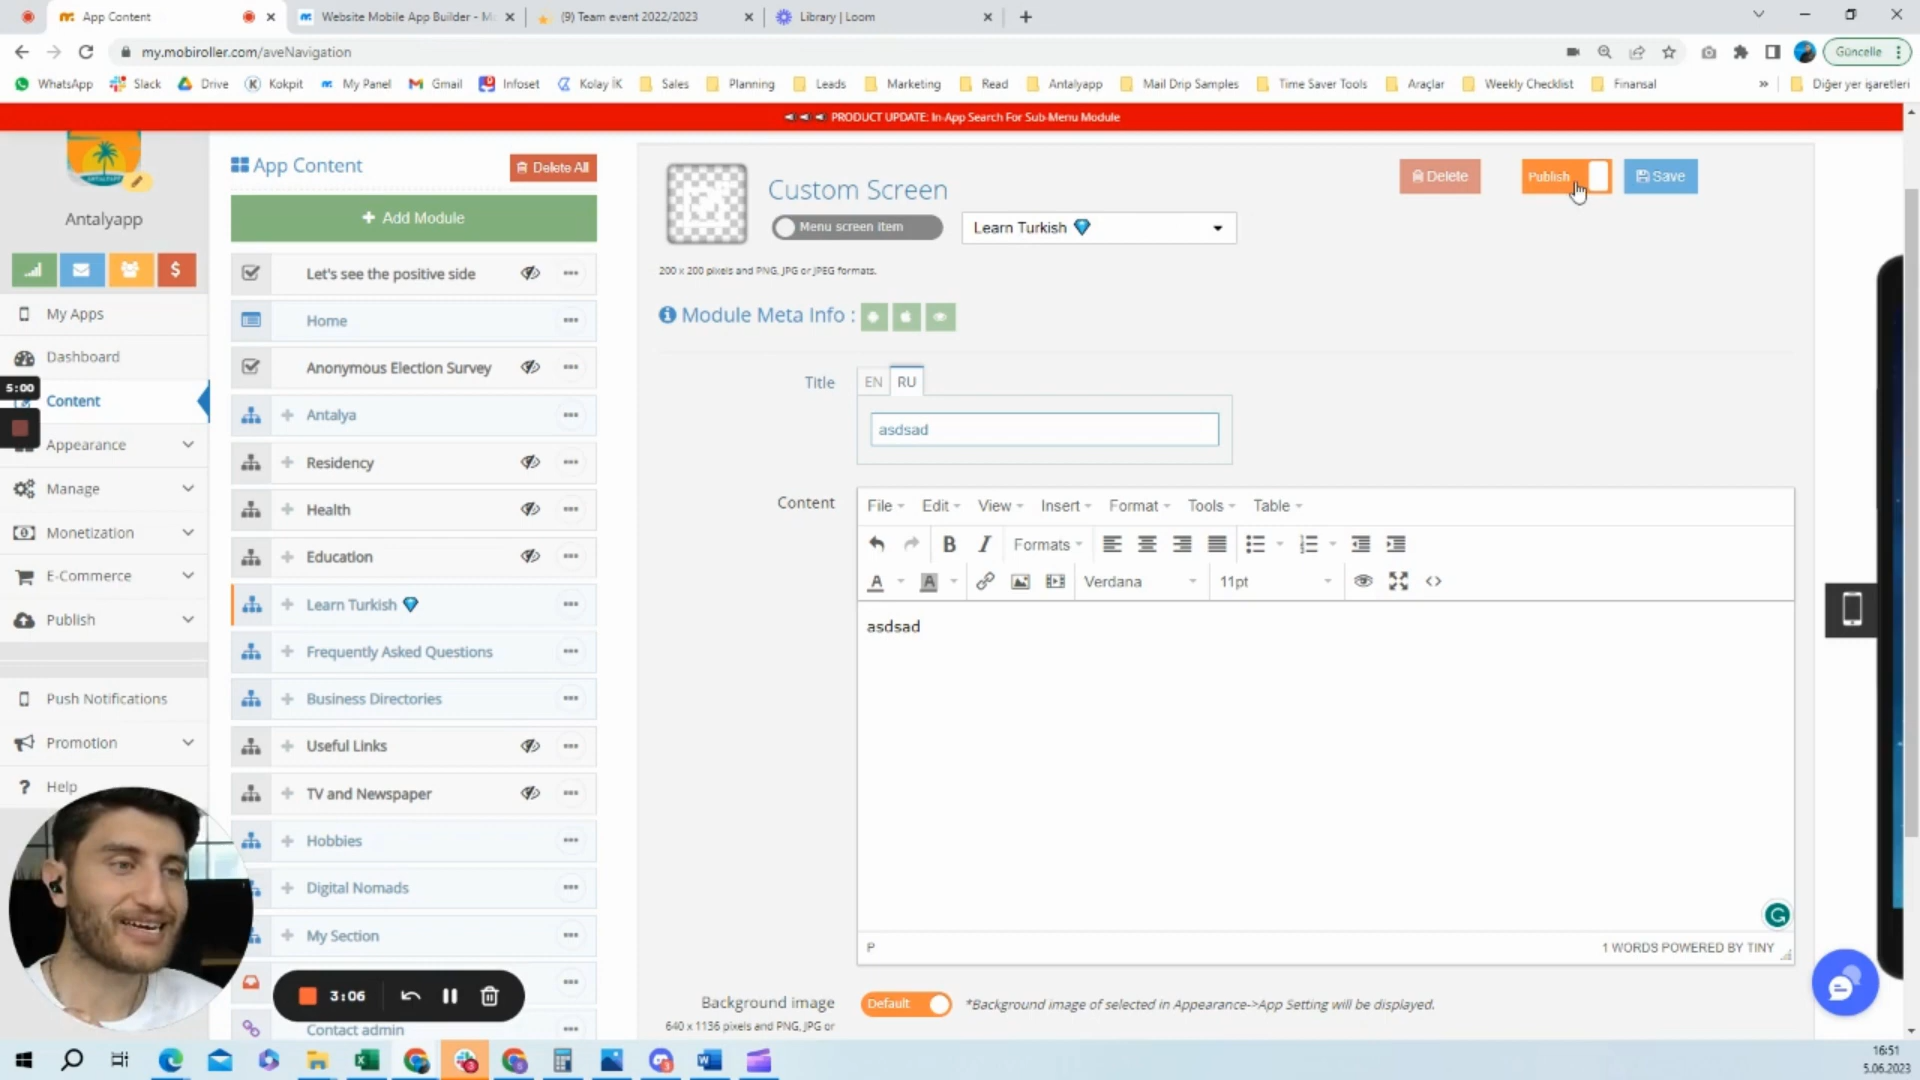 App Content
Website Mobile App Builder - M
(9) Team event 2022/2023
Library | Loom
my.mobiroller.com/aveNavigation
Güncelle
WhatsApp
Slack
Drive
Kokpit
My Panel
Gmail
Infoset
Kolay İK
Sales
Planning
Leads
Marketing
Read
Antalyapp
Mail Drip Samples
Time Saver Tools
Araçlar
Weekly Checklist
Finansal
Diğer yer işaretleri
PRODUCT UPDATE: In-App Search For Sub-Menu Module
ANTALYAPP
Antalyapp
My Apps
Dashboard
5:00
Content
Appearance
Manage
Monetization
E-Commerce
Publish
Push Notifications
Promotion
Help
App Content
Delete All
Add Module
Let's see the positive side
Home
Anonymous Election Survey
Antalya
Residency
Health
Education
Learn Turkish 💎
Frequently Asked Questions
Business Directories
Useful Links
TV and Newspaper
Hobbies
Digital Nomads
My Section
3:06
Contact admin
Custom Screen
Menu screen item
Learn Turkish 💎
Delete
Publish
Save
200 x 200 pixels and PNG, JPG or JPEG formats.
Module Meta Info :
Title
EN
RU
asdsad
Content
File
Edit
View
Insert
Format
Tools
Table
B
I
Formats
A
A
Verdana
11pt
asdsad
P
1 WORDS POWERED BY TINY
Background image
Default
*Background image of selected in Appearance->App Setting will be displayed.
640 x 1136 pixels and PNG, JPG or
16:51
5.06.2023